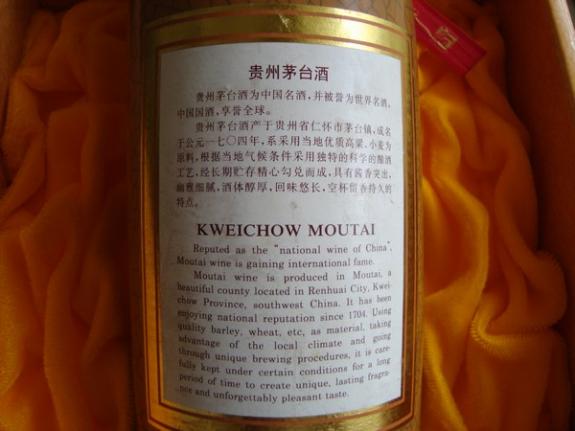 贵州茅台酒
贵州茅台酒为中国名酒，并被誉为世界名酒，
中国国酒，享誉全球。
贵州茅台酒产于贵州省仁怀市茅台镇，成名
于公元一七〇四年，系采用当地优质高粱、小麦为
原料，根据当地气候条件采用独特的科学的酿酒
工艺，经长期贮存精心勾兑而成，具有酱香突出，
幽雅细腻，酒体醇厚，回味悠长，空杯留香持久的
特点。
KWEICHOW MOUTAI
Reputed as the "national wine of China",
Moutai wine is gaining international fame.
Moutai wine is produced in Moutai, a
beautiful county located in Renhuai City, Kwei-
chow Province, southwest China. It has been
enjoying national reputation since 1704. Using
quality barley, wheat, etc, as material, taking
advantage of the local climate and going
through unique brewing procedures, it is care-
fully kept under certain conditions for a long
period of time to create unique, lasting fragra-
nce and unforgettably pleasant taste.